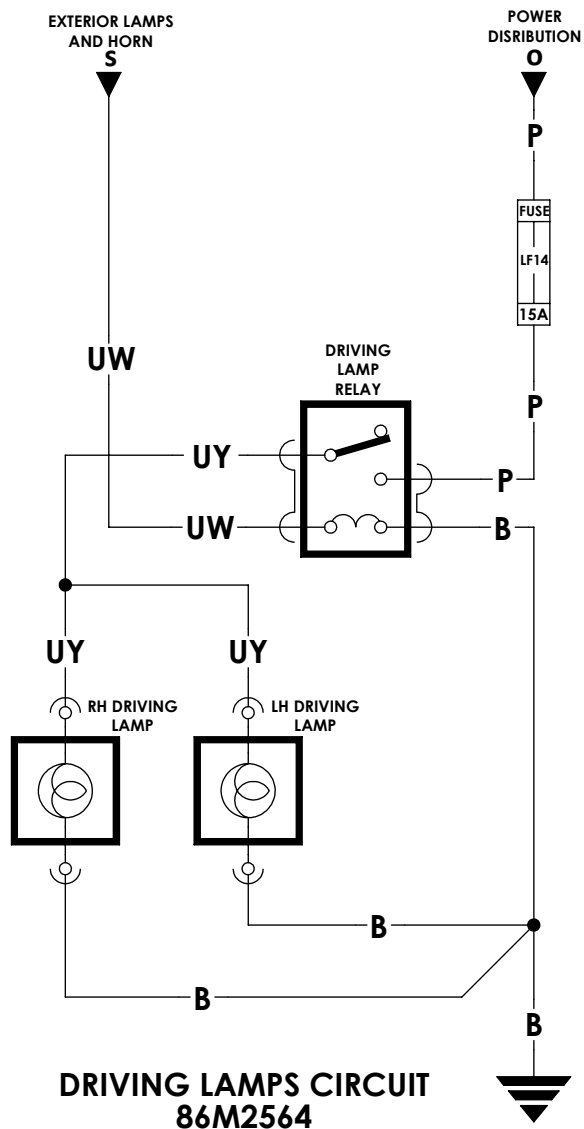 EXTERIOR LAMPS
AND HORN
S
POWER
DISRIBUTION
O
P
FUSE
LF14
15A
UW
DRIVING
LAMP
RELAY
P
UY
P
UW
B
UY
UY
RH DRIVING
LAMP
LH DRIVING
LAMP
B
B
B
DRIVING LAMPS CIRCUIT
86M2564